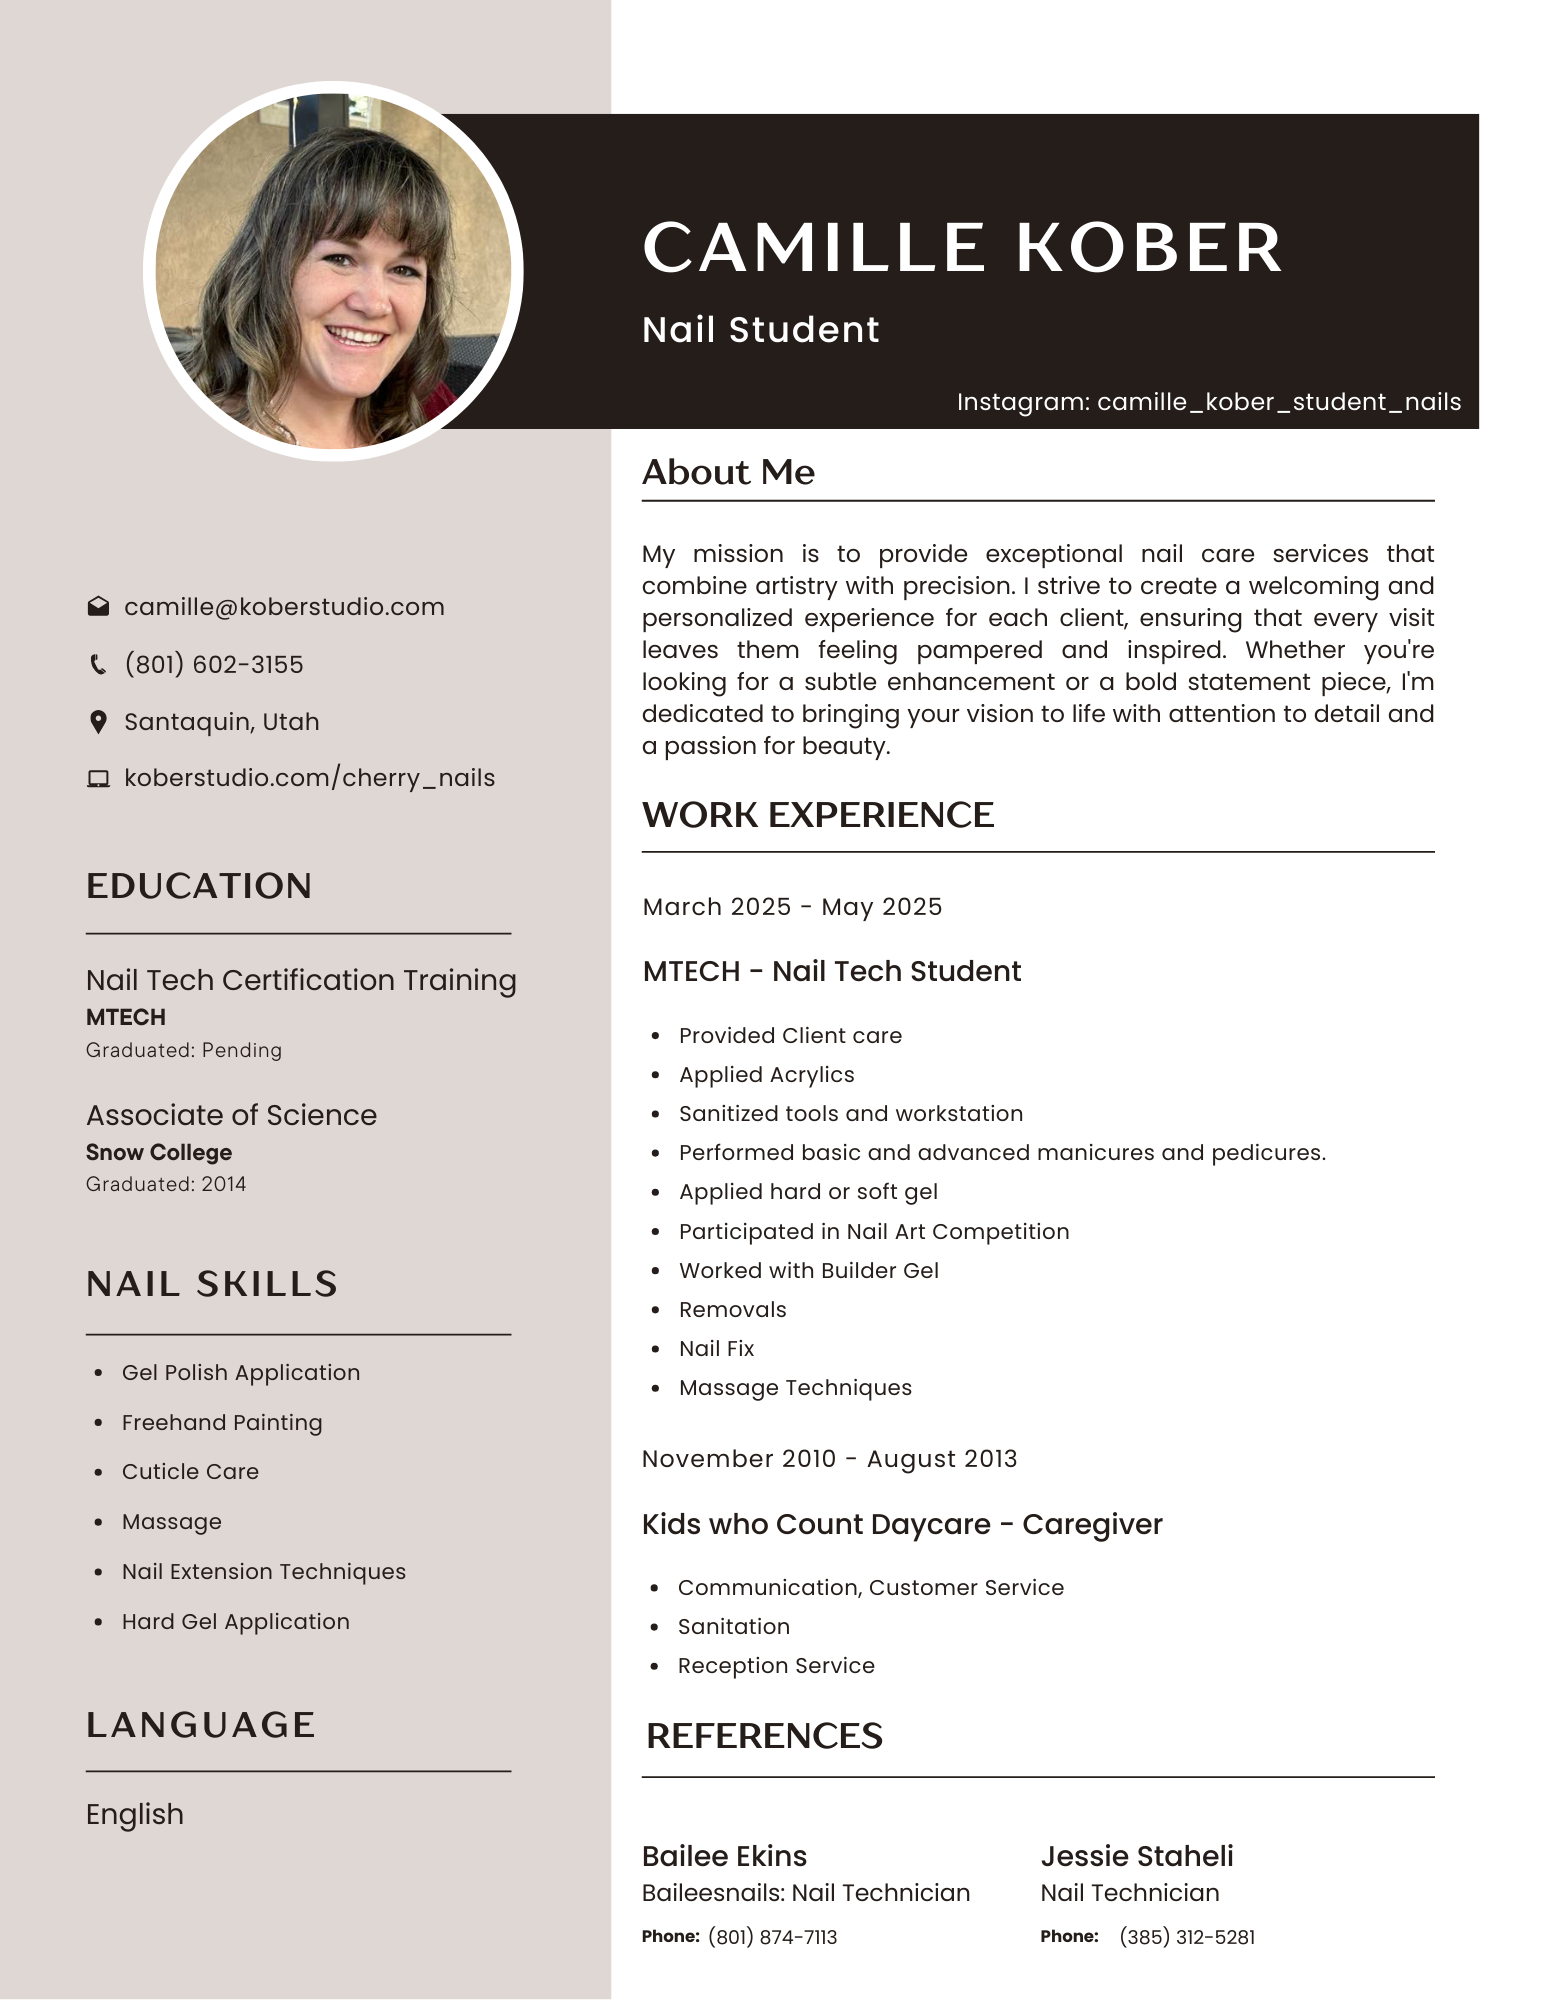 CAMILLE KOBER
Nail Student
Instagram: camille_kober_student_nails
camille@koberstudio.com
(801) 602-3155
Santaquin, Utah
koberstudio.com/cherry_nails
EDUCATION
Nail Tech Certification Training
MTECH
Graduated: Pending
Associate of Science
Snow College
Graduated: 2014
NAIL SKILLS
• Gel Polish Application
• Freehand Painting
• Cuticle Care
• Massage
• Nail Extension Techniques
• Hard Gel Application
LANGUAGE
English
About Me
My mission is to provide exceptional nail care services that
combine artistry with precision. I strive to create a welcoming and
personalized experience for each client, ensuring that every visit
leaves them feeling pampered and inspired. Whether you're
looking for a subtle enhancement or a bold statement piece, I'm
dedicated to bringing your vision to life with attention to detail and
a passion for beauty.
WORK EXPERIENCE
March 2025 - May 2025
MTECH - Nail Tech Student
• Provided Client care
• Applied Acrylics
• Sanitized tools and workstation
• Performed basic and advanced manicures and pedicures.
• Applied hard or soft gel
• Participated in Nail Art Competition
• Worked with Builder Gel
• Removals
• Nail Fix
• Massage Techniques
November 2010 - August 2013
Kids who Count Daycare - Caregiver
• Communication, Customer Service
• Sanitation
• Reception Service
REFERENCES
Bailee Ekins
Baileesnails: Nail Technician
Phone: (801) 874-7113
Jessie Staheli
Nail Technician
Phone: (385) 312-5281